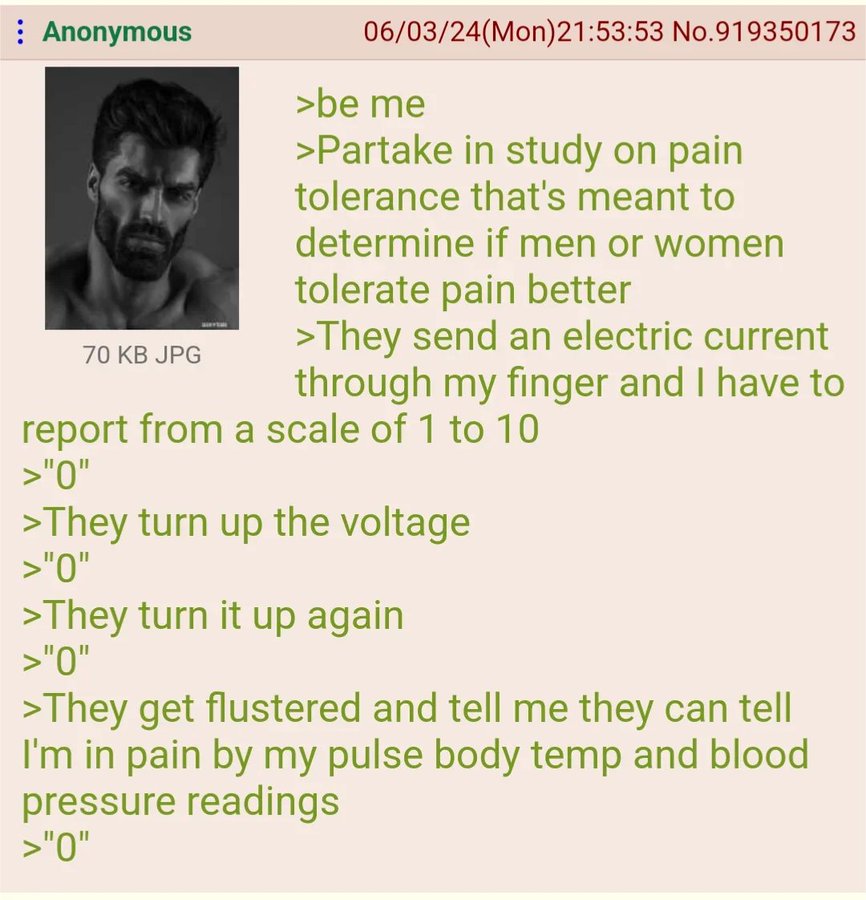 Anonymous 06/03/24(Mon)21:53:53 No.919350173
>be me
>Partake in study on pain
tolerance that's meant to
determine if men or women
tolerate pain better
>They send an electric current
through my finger and I have to
report from a scale of 1 to 10
70 KB JPG
>"0"
>They turn up the voltage
>"0"
>They turn it up again
>"0"
>They get flustered and tell me they can tell
I'm in pain by my pulse body temp and blood
pressure readings
>"0"